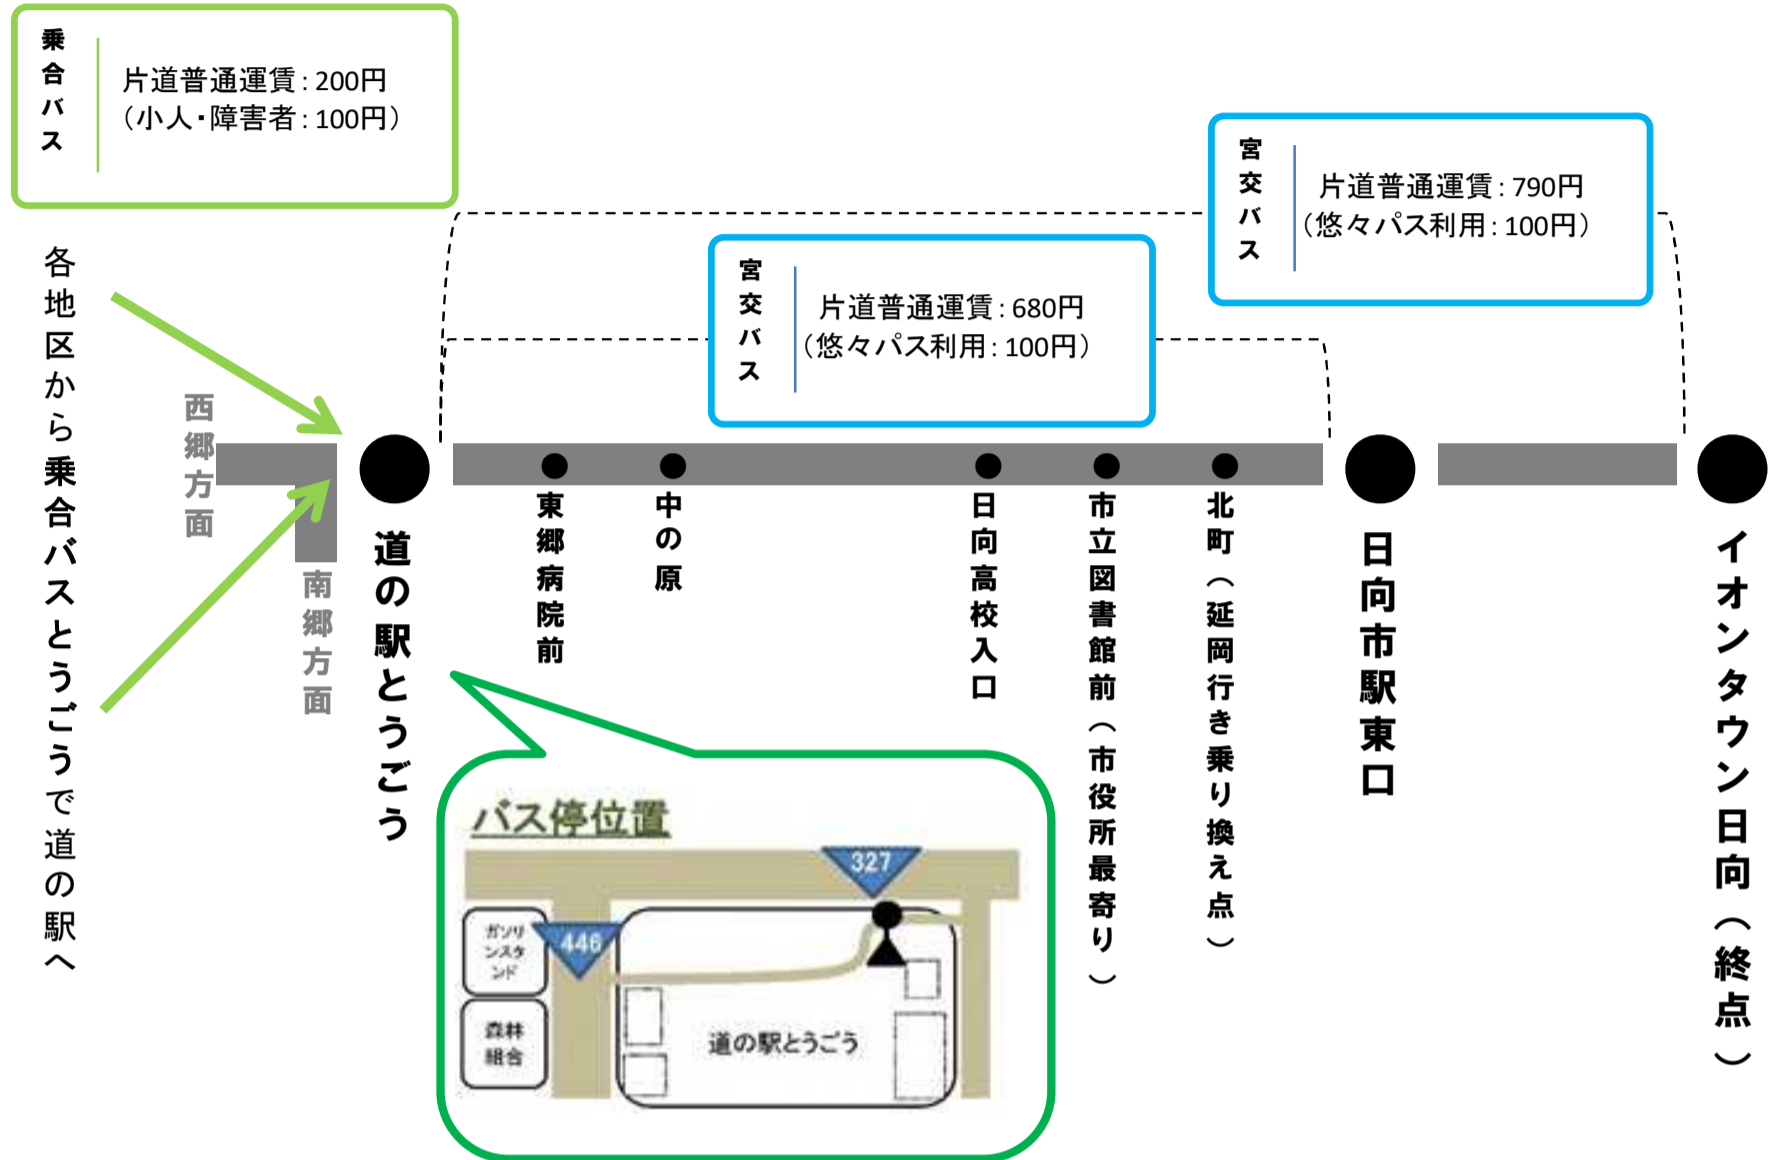 乗合バス
片道普通運賃：200円
（小人・障害者：100円）
宮交バス
片道普通運賃：790円
（悠々パス利用：100円）
宮交バス
片道普通運賃：680円
（悠々パス利用：100円）
各地区から乗合バスとうごうで道の駅へ
西郷方面
南郷方面
道の駅とうごう
東郷病院前
中の原
日向高校入口
市立図書館前（市役所最寄り）
北町（延岡行き乗り換え点）
日向市駅東口
イオンタウン日向（終点）
バス停位置
327
446
ガソリ
ンスタ
ンド
森林
組合
道の駅とうごう